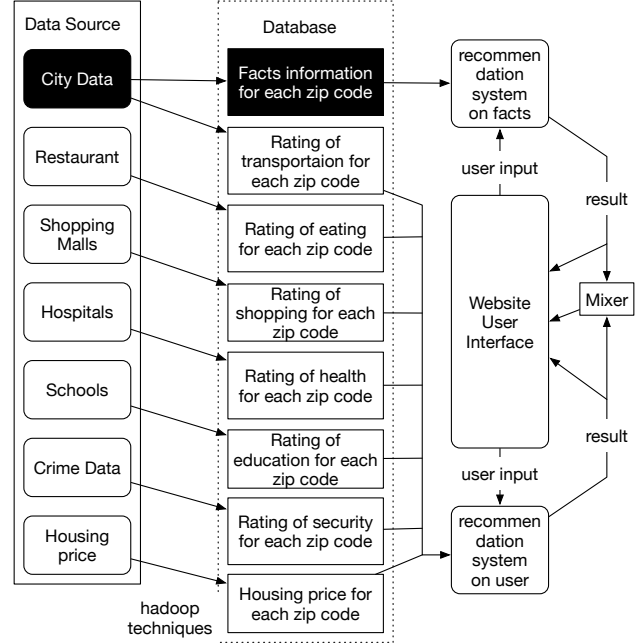 Data Source
City Data
Restaurant
Shopping
Malls
Hospitals
Schools
Crime Data
Housing
price
Database
Facts information
for each zip code
Rating of
transportaion for
each zip code
Rating of eating
for each zip code
Rating of
shopping for each
zip code
Rating of health
for each zip code
Rating of
education for each
zip code
Rating of security
for each zip code
Housing price for
each zip code
hadoop
techniques
recommen
dation
system
on facts
user input
Website
User
Interface
user input
recommen
dation
system
on user
result
Mixer
result